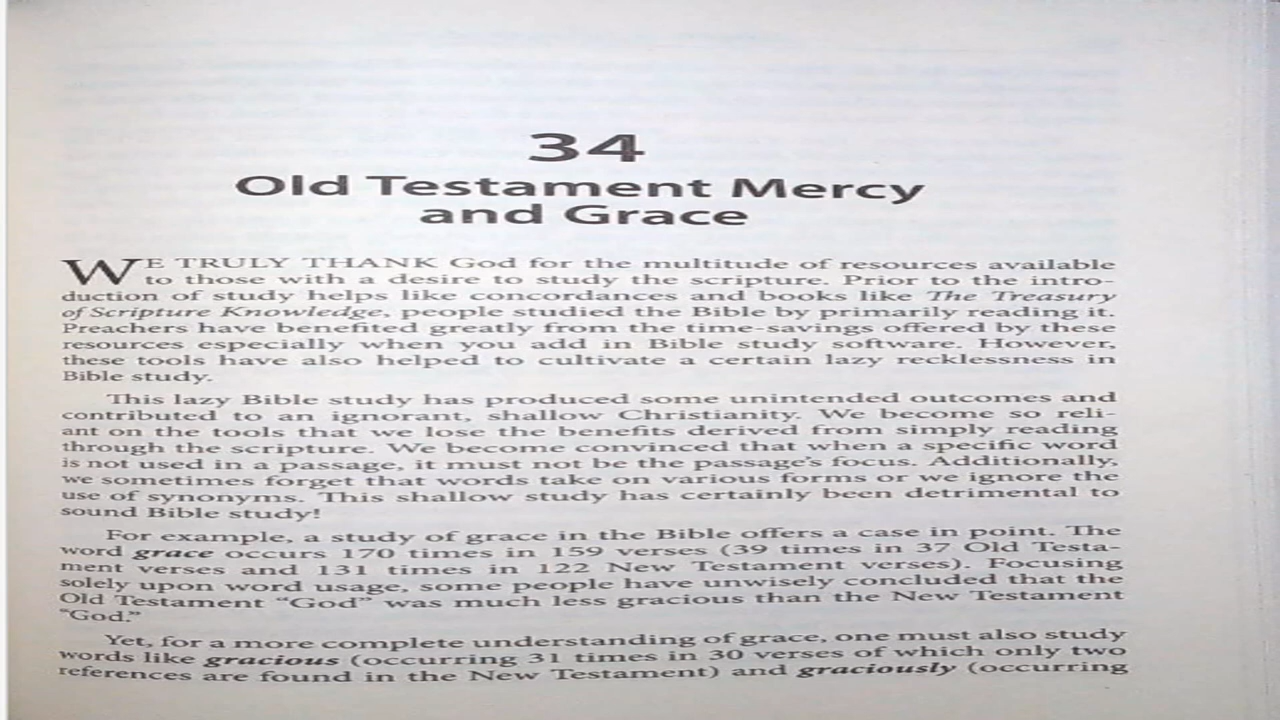 34
Old Testament Mercy
and Grace
WE TRULY THANK God for the multitude of resources available
to those with a desire to study the scripture. Prior to the intro-
duction of study helps like concordances and books like The Treasury
of Scripture Knowledge, people studied the Bible by primarily reading it.
Preachers have benefited greatly from the time-savings offered by these
resources especially when you add in Bible study software. However,
these tools have also helped to cultivate a certain lazy recklessness in
Bible study.
This lazy Bible study has produced some unintended outcomes and
contributed to an ignorant, shallow Christianity. We become so reli-
ant on the tools that we lose the benefits derived from simply reading
through the scripture. We become convinced that when a specific word
is not used in a passage, it must not be the passage's focus. Additionally,
we sometimes forget that words take on various forms or we ignore the
use of synonyms. This shallow study has certainly been detrimental to
sound Bible study!
For example, a study of grace in the Bible offers a case in point. The
word grace occurs 170 times in 159 verses (39 times in 37 Old Testa-
ment verses and 131 times in 122 New Testament verses). Focusing
solely upon word usage, some people have unwisely concluded that the
Old Testament “God” was much less gracious than the New Testament
“God.”
Yet, for a more complete understanding of grace, one must also study
words like gracious (occurring 31 times in 30 verses of which only two
references are found in the New Testament) and graciously (occurring